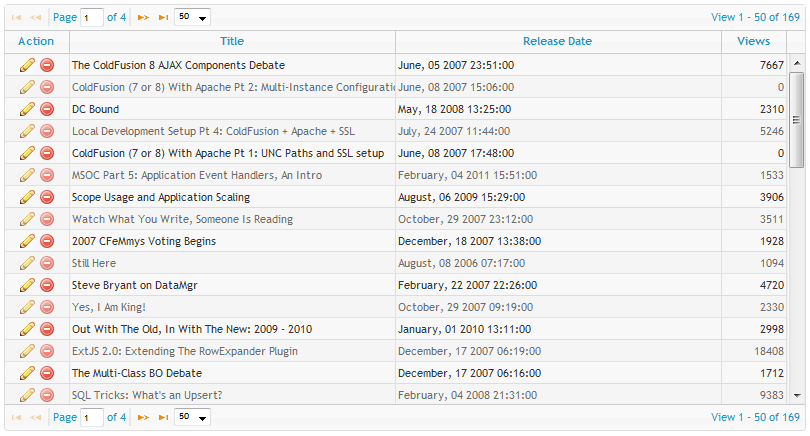 Page 1 of 4 50 View 1 - 50 of 169
Action Title Release Date Views
The ColdFusion 8 AJAX Components Debate June, 05 2007 23:51:00 7667
ColdFusion (7 or 8) With Apache Pt 2: Multi-Instance Configuratio June, 08 2007 15:06:00 0
DC Bound May, 18 2008 13:25:00 2310
Local Development Setup Pt 4: ColdFusion + Apache + SSL July, 24 2007 11:44:00 5246
ColdFusion (7 or 8) With Apache Pt 1: UNC Paths and SSL setup June, 08 2007 17:48:00 0
MSOC Part 5: Application Event Handlers, An Intro February, 04 2011 15:51:00 1533
Scope Usage and Application Scaling August, 06 2009 15:29:00 3906
Watch What You Write, Someone Is Reading October, 29 2007 23:12:00 3511
2007 CFeMmys Voting Begins December, 18 2007 13:38:00 1928
Still Here August, 08 2006 07:17:00 1094
Steve Bryant on DataMgr February, 22 2007 22:26:00 4720
Yes, I Am King! October, 29 2007 09:19:00 2330
Out With The Old, In With The New: 2009 - 2010 January, 01 2010 13:11:00 2998
ExtJS 2.0: Extending The RowExpander Plugin December, 17 2007 06:19:00 18408
The Multi-Class BO Debate December, 17 2007 06:16:00 1712
SQL Tricks: What's an Upsert? February, 04 2008 21:31:00 9383
Page 1 of 4 50 View 1 - 50 of 169